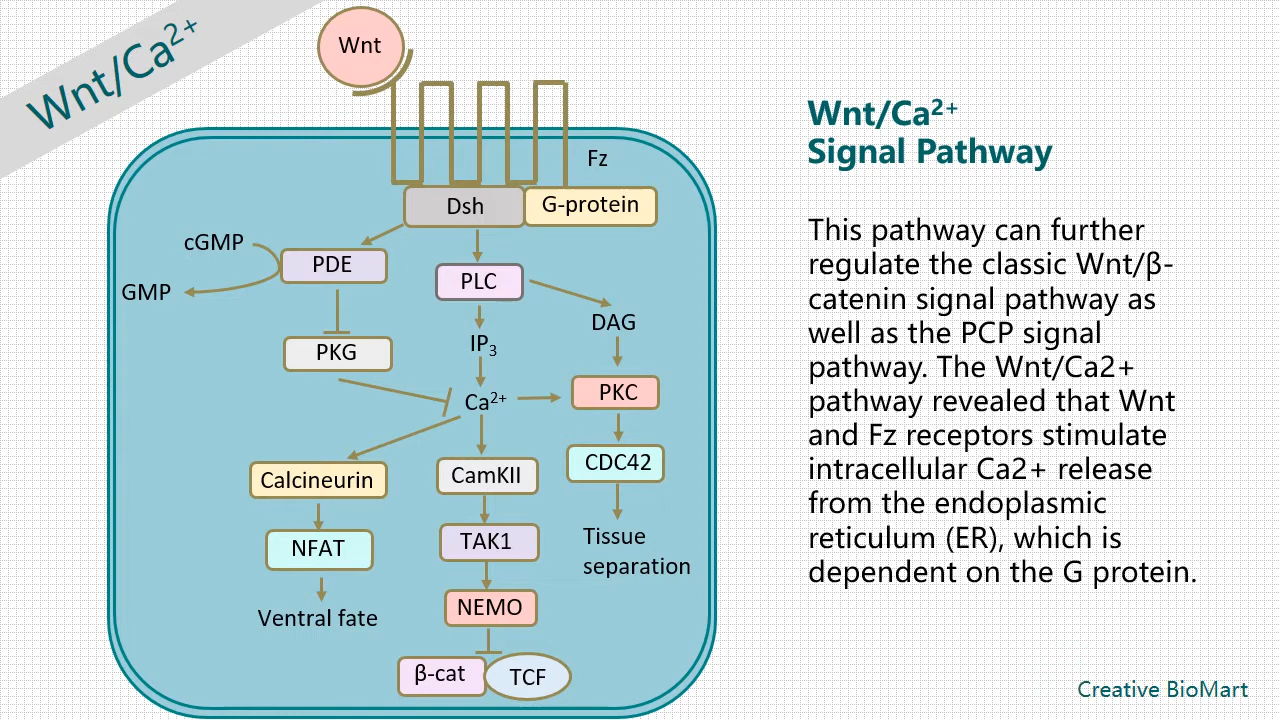 Wnt/Ca²⁺
Wnt
Fz
Dsh
G-protein
cGMP
PDE
GMP
PLC
DAG
PKG
IP₃
Ca²⁺
PKC
Calcineurin
CamKII
CDC42
NFAT
TAK1
Tissue
separation
NEMO
Ventral fate
β-cat
TCF
Wnt/Ca²⁺
Signal Pathway
This pathway can further
regulate the classic Wnt/β-
catenin signal pathway as
well as the PCP signal
pathway. The Wnt/Ca2+
pathway revealed that Wnt
and Fz receptors stimulate
intracellular Ca2+ release
from the endoplasmic
reticulum (ER), which is
dependent on the G protein.
Creative BioMart